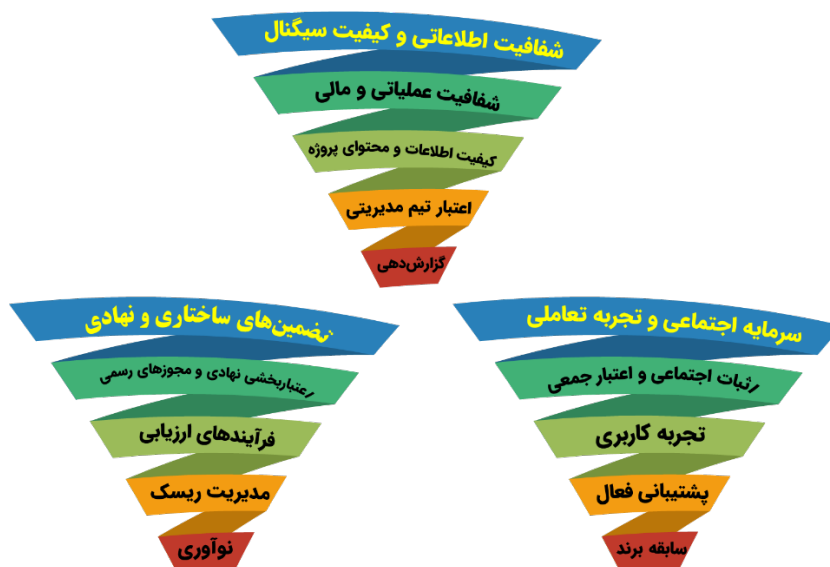 شفافیت اطلاعاتی و کیفیت سیگنال
شفافیت عملیاتی و مالی
کیفیت اطلاعات و محتوای پروژه
اعتبار تیم مدیریتی
گزارش‌دهی
سرمایه اجتماعی و تجربه تعاملی
اثبات اجتماعی و اعتبار جمعی
تجربه کاربری
پشتیبانی فعال
سابقه برند
تضمین‌های ساختاری و نهادی
اعتباربخشی نهادی و مجوزهای رسمی
فرآیندهای ارزیابی
مدیریت ریسک
نوآوری